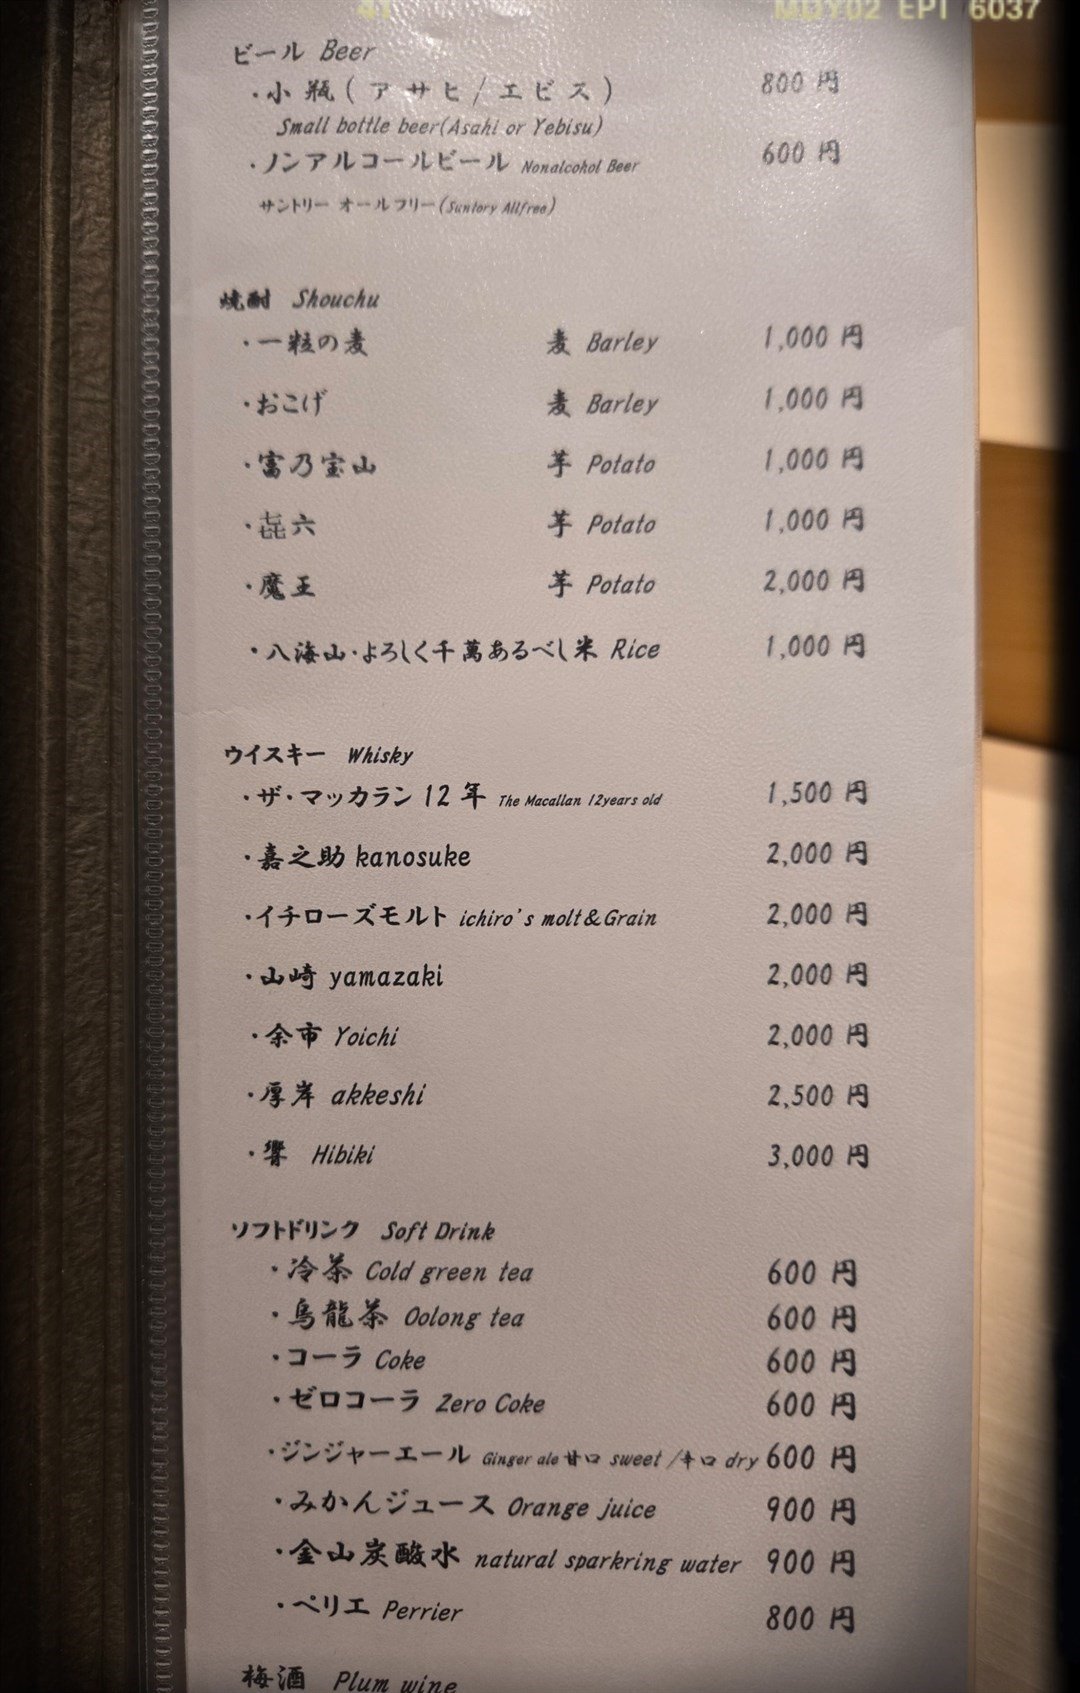 41 MUY02 EPI 6037
ビール Beer
・小瓶(アサヒ/エビス) 800円
Small bottle beer(Asahi or Yebisu)
・ノンアルコールビール Nonalcohol Beer 600円
サントリー オールフリー(Suntory Allfree)
焼酎 Shouchu
・一粒の麦 麦 Barley 1,000円
・おこげ 麦 Barley 1,000円
・富乃宝山 芋 Potato 1,000円
・㐂六 芋 Potato 1,000円
・魔王 芋 Potato 2,000円
・八海山・よろしく千萬あるべし米 Rice 1,000円
ウイスキー Whisky
・ザ・マッカラン12年 The Macallan 12years old 1,500円
・嘉之助 kanosuke 2,000円
・イチローズモルト ichiro's molt&Grain 2,000円
・山崎 yamazaki 2,000円
・余市 Yoichi 2,000円
・厚岸 akkeshi 2,500円
・響 Hibiki 3,000円
ソフトドリンク Soft Drink
・冷茶 Cold green tea 600円
・烏龍茶 Oolong tea 600円
・コーラ Coke 600円
・ゼロコーラ Zero Coke 600円
・ジンジャーエール Ginger ale 甘口 sweet /辛口 dry 600円
・みかんジュース Orange juice 900円
・金山炭酸水 natural sparkring water 900円
・ペリエ Perrier 800円
梅酒 Plum wine